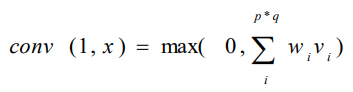 conv (1, x) = max( 0, ∑_{i}^{p*q} w_i v_i )